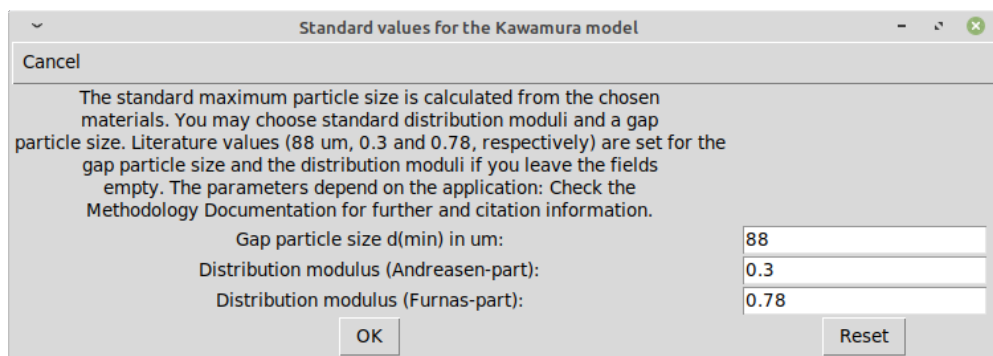 Standard values for the Kawamura model
Cancel
The standard maximum particle size is calculated from the chosen
materials. You may choose standard distribution moduli and a gap
particle size. Literature values (88 um, 0.3 and 0.78, respectively) are set for the
gap particle size and the distribution moduli if you leave the fields
empty. The parameters depend on the application: Check the
Methodology Documentation for further and citation information.
Gap particle size d(min) in um: 88
Distribution modulus (Andreasen-part): 0.3
Distribution modulus (Furnas-part): 0.78
OK Reset